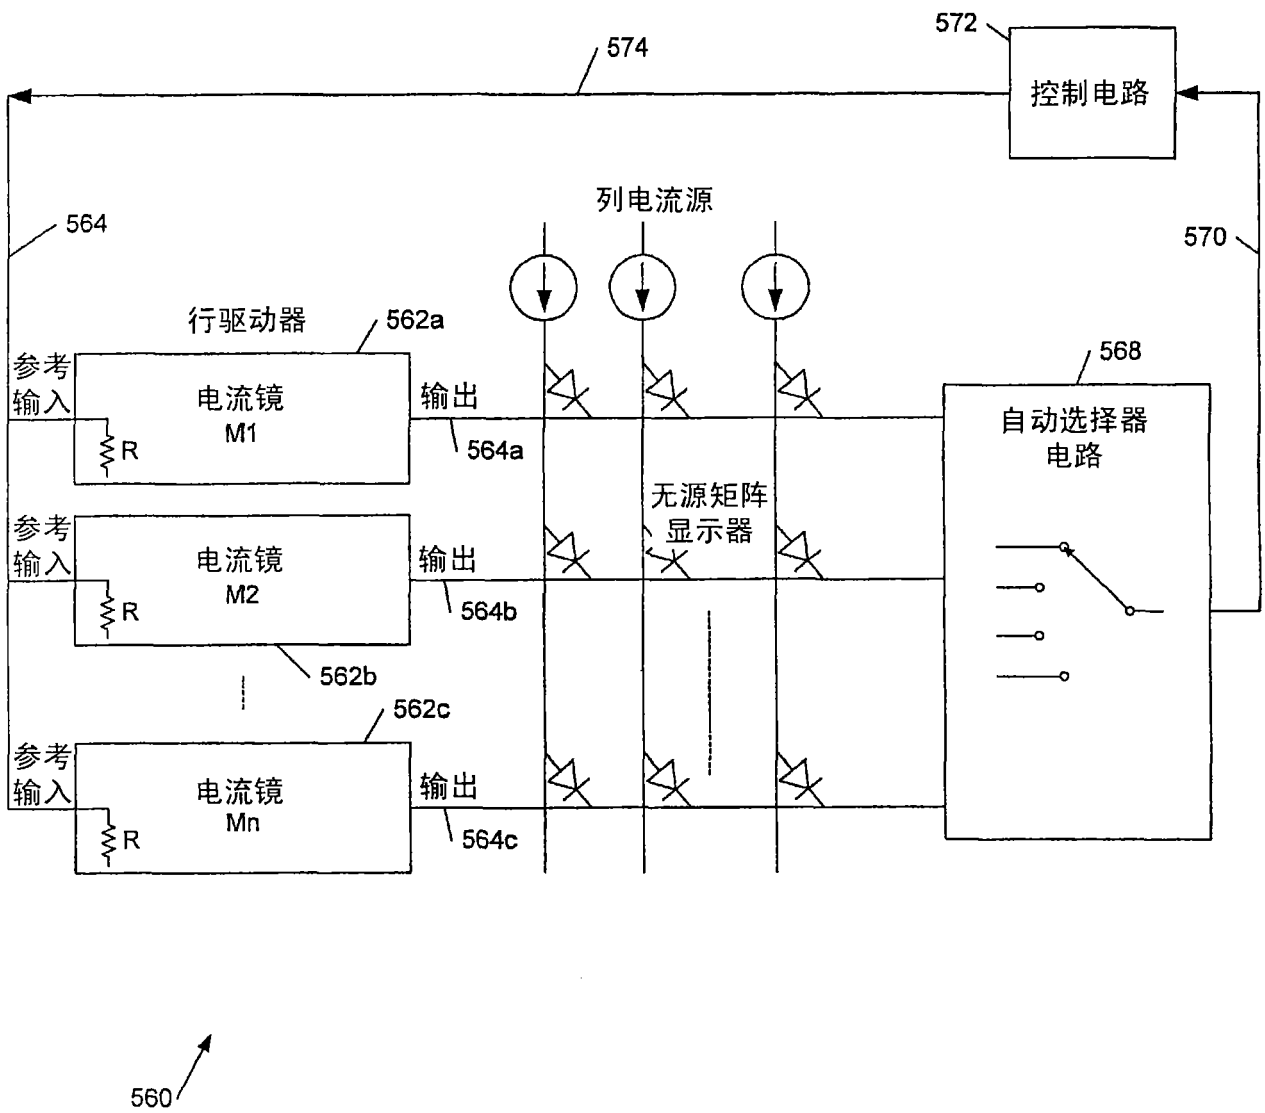 572
574
控制电路
列电流源
564
570
行驱动器
562a
568
参考
输入
电流镜
M1
R
输出
564a
自动选择器
电路
无源矩阵
显示器
参考
输入
电流镜
M2
R
输出
564b
562b
562c
参考
输入
电流镜
Mn
R
输出
564c
560